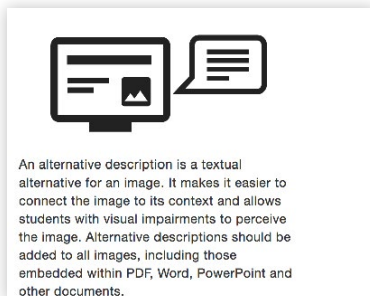 An alternative description is a textual
alternative for an image. It makes it easier to
connect the image to its context and allows
students with visual impairments to perceive
the image. Alternative descriptions should be
added to all images, including those
embedded within PDF, Word, PowerPoint and
other documents.